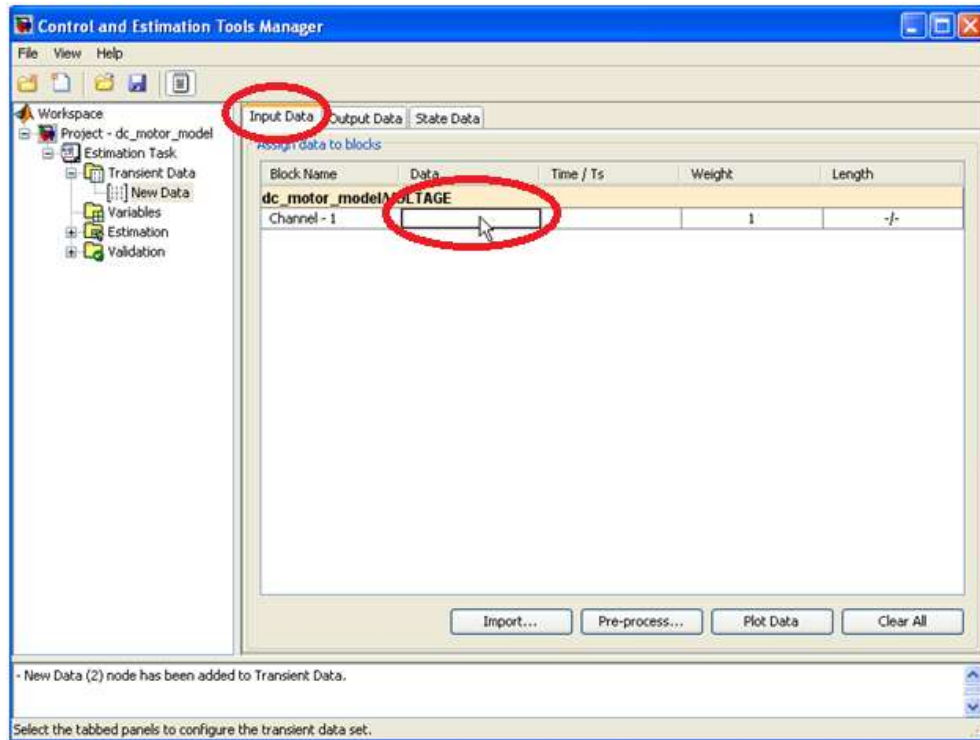 Control and Estimation Tools Manager
File View Help
Workspace
Project - dc_motor_model
Estimation Task
Transient Data
New Data
Variables
Estimation
Validation
Input Data Output Data State Data
Assign data to blocks
Block Name Data Time / Ts Weight Length
dc_motor_model/VOLTAGE
Channel - 1 1 -/-
Import... Pre-process... Plot Data Clear All
- New Data (2) node has been added to Transient Data.
Select the tabbed panels to configure the transient data set.